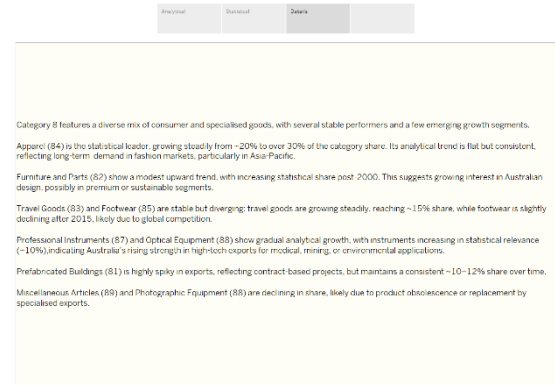 Analytical Statistical Details
Category 8 features a diverse mix of consumer and specialised goods, with several stable performers and a few emerging growth segments.
Apparel (84) is the statistical leader, growing steadily from ~20% to over 30% of the category share. Its analytical trend is flat but consistent,
reflecting long-term demand in fashion markets, particularly in Asia-Pacific.
Furniture and Parts (82) show a modest upward trend, with increasing statistical share post 2000. This suggests growing interest in Australian
design, possibly in premium or sustainable segments.
Travel Goods (83) and Footwear (85) are stable but diverging: travel goods are growing steadily, reaching ~15% share, while footwear is slightly
declining after 2015, likely due to global competition.
Professional Instruments (87) and Optical Equipment (88) show gradual analytical growth, with instruments increasing in statistical relevance
(~10%),indicating Australia's rising strength in high-tech exports for medical, mining, or environmental applications.
Prefabricated Buildings (81) is highly spiky in exports, reflecting contract-based projects, but maintains a consistent ~10–12% share over time.
Miscellaneous Articles (89) and Photographic Equipment (88) are declining in share, likely due to product obsolescence or replacement by
specialised exports.